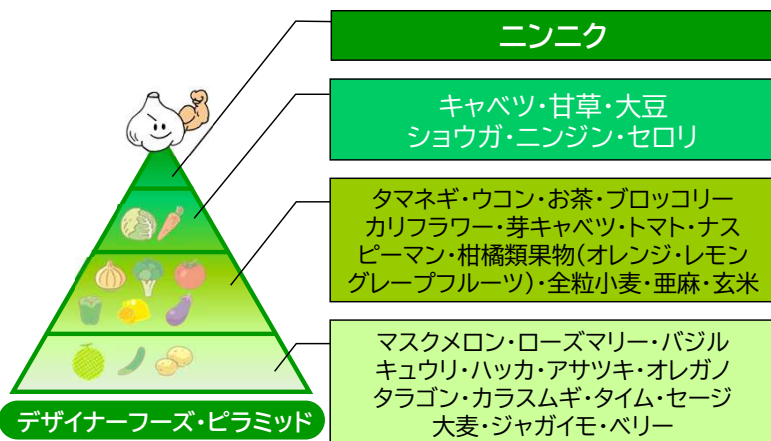 ニンニク
キャベツ・甘草・大豆
ショウガ・ニンジン・セロリ
タマネギ・ウコン・お茶・ブロッコリー
カリフラワー・芽キャベツ・トマト・ナス
ピーマン・柑橘類果物(オレンジ・レモン
グレープフルーツ)・全粒小麦・亜麻・玄米
マスクメロン・ローズマリー・バジル
キュウリ・ハッカ・アサツキ・オレガノ
タラゴン・カラスムギ・タイム・セージ
大麦・ジャガイモ・ベリー
デザイナーフーズ・ピラミッド